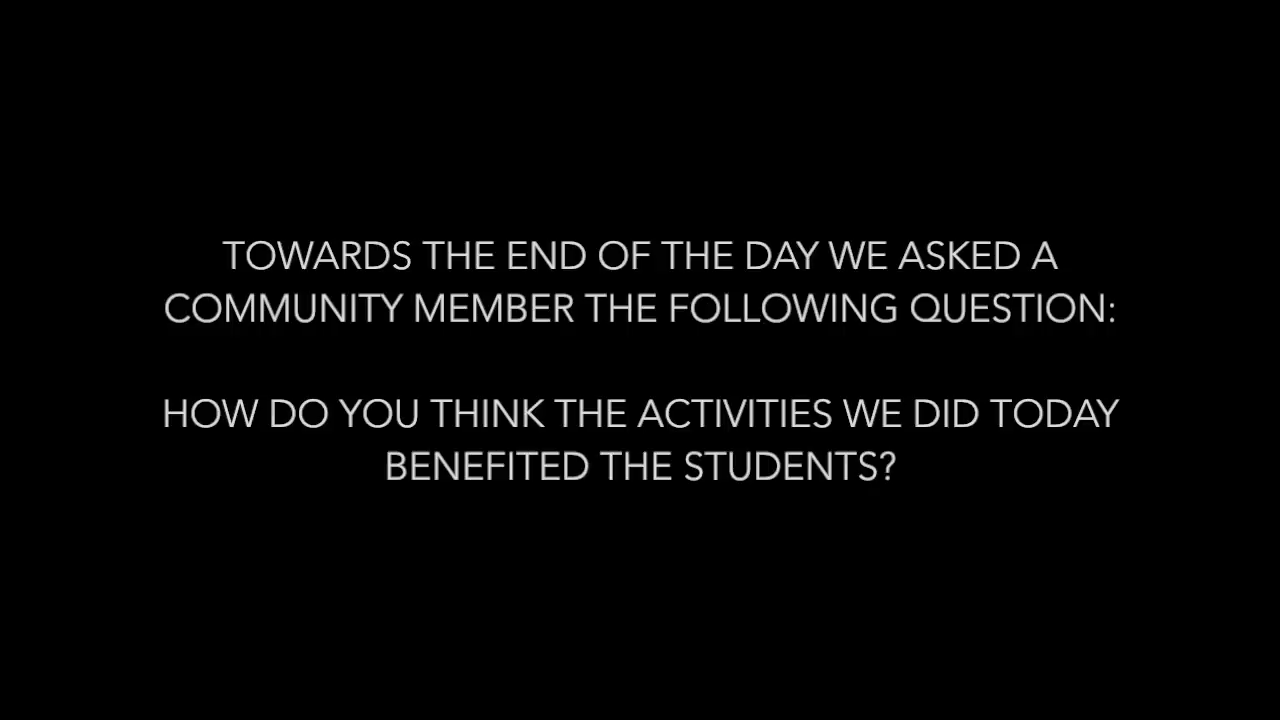 TOWARDS THE END OF THE DAY WE ASKED A
COMMUNITY MEMBER THE FOLLOWING QUESTION:
HOW DO YOU THINK THE ACTIVITIES WE DID TODAY
BENEFITED THE STUDENTS?